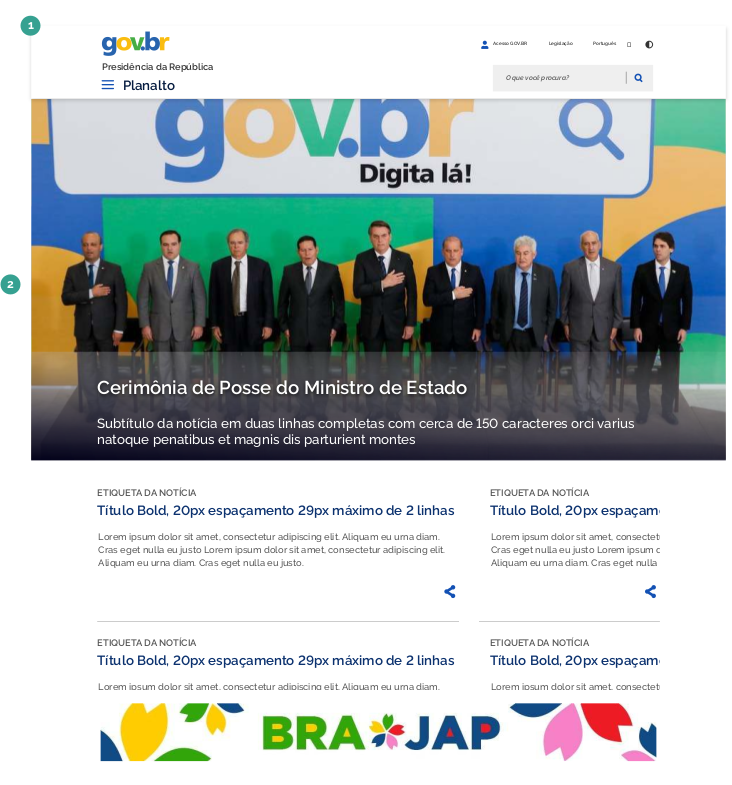 1
gov.br
Acesso GOV.BR Legislação Português
Presidência da República
Planalto
O que você procura?
gov.br
Digita lá!
2
Cerimônia de Posse do Ministro de Estado
Subtítulo da notícia em duas linhas completas com cerca de 150 caracteres orci varius
natoque penatibus et magnis dis parturient montes
ETIQUETA DA NOTÍCIA
Título Bold, 20px espaçamento 29px máximo de 2 linhas
Lorem ipsum dolor sit amet, consectetur adipiscing elit. Aliquam eu urna diam.
Cras eget nulla eu justo Lorem ipsum dolor sit amet, consectetur adipiscing elit.
Aliquam eu urna diam. Cras eget nulla eu justo.
ETIQUETA DA NOTÍCIA
Título Bold, 20px espaçam
Lorem ipsum dolor sit amet, consectet
Cras eget nulla eu justo Lorem ipsum
Aliquam eu urna diam. Cras eget nulla
ETIQUETA DA NOTÍCIA
Título Bold, 20px espaçamento 29px máximo de 2 linhas
Lorem ipsum dolor sit amet, consectetur adipiscing elit. Aliquam eu urna diam.
ETIQUETA DA NOTÍCIA
Título Bold, 20px espaçam
Lorem ipsum dolor sit amet, consectet
BRA JAP